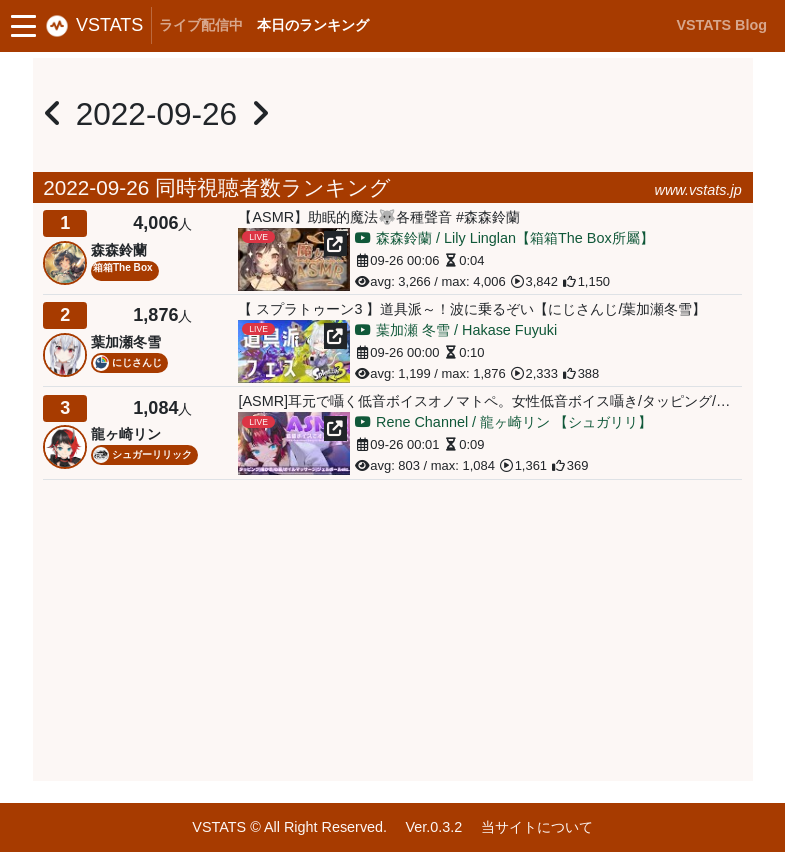 VSTATS ライブ配信中 本日のランキング VSTATS Blog
2022-09-26
2022-09-26 同時視聴者数ランキング www.vstats.jp
1 4,006人
森森鈴蘭
箱箱The Box
【ASMR】助眠的魔法🐺各種聲音 #森森鈴蘭
LIVE
森森鈴蘭 / Lily Linglan【箱箱The Box所屬】
09-26 00:06 0:04
avg: 3,266 / max: 4,006 3,842 1,150
2 1,876人
葉加瀬冬雪
にじさんじ
【 スプラトゥーン3 】道具派～！波に乗るぞい【にじさんじ/葉加瀬冬雪】
LIVE
道具派
フェス
葉加瀬 冬雪 / Hakase Fuyuki
09-26 00:00 0:10
avg: 1,199 / max: 1,876 2,333 388
3 1,084人
龍ヶ崎リン
シュガーリリック
[ASMR]耳元で囁く低音ボイスオノマトペ。女性低音ボイス囁き/タッピング/…
LIVE
Rene Channel / 龍ヶ崎リン 【シュガリリ】
09-26 00:01 0:09
avg: 803 / max: 1,084 1,361 369
VSTATS © All Right Reserved. Ver.0.3.2 当サイトについて